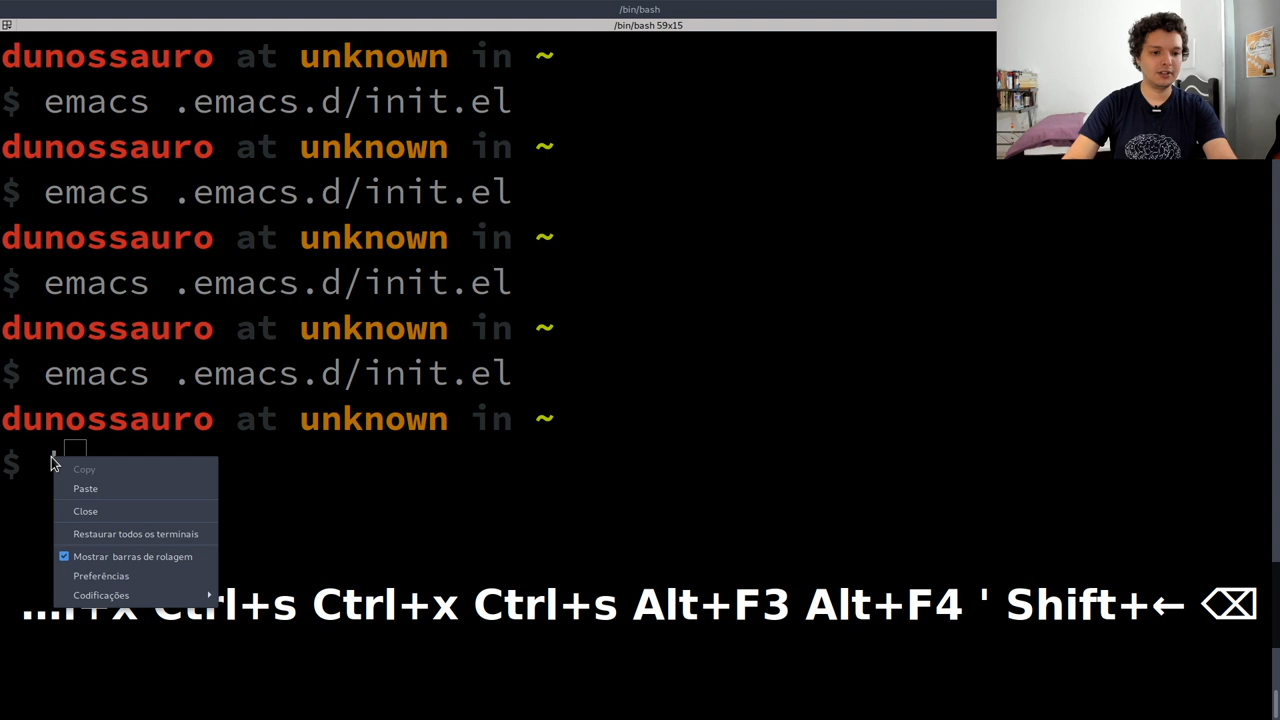 /bin/bash
/bin/bash 59x15
dunossauro at unknown in ~
$ emacs .emacs.d/init.el
dunossauro at unknown in ~
$ emacs .emacs.d/init.el
dunossauro at unknown in ~
$ emacs .emacs.d/init.el
dunossauro at unknown in ~
$ emacs .emacs.d/init.el
dunossauro at unknown in ~
$ '
Copy
Paste
Close
Restaurar todos os terminais
Mostrar barras de rolagem
Preferências
Codificações
Ctrl+s Ctrl+x Ctrl+s Alt+F3 Alt+F4 ' Shift+← ⌫